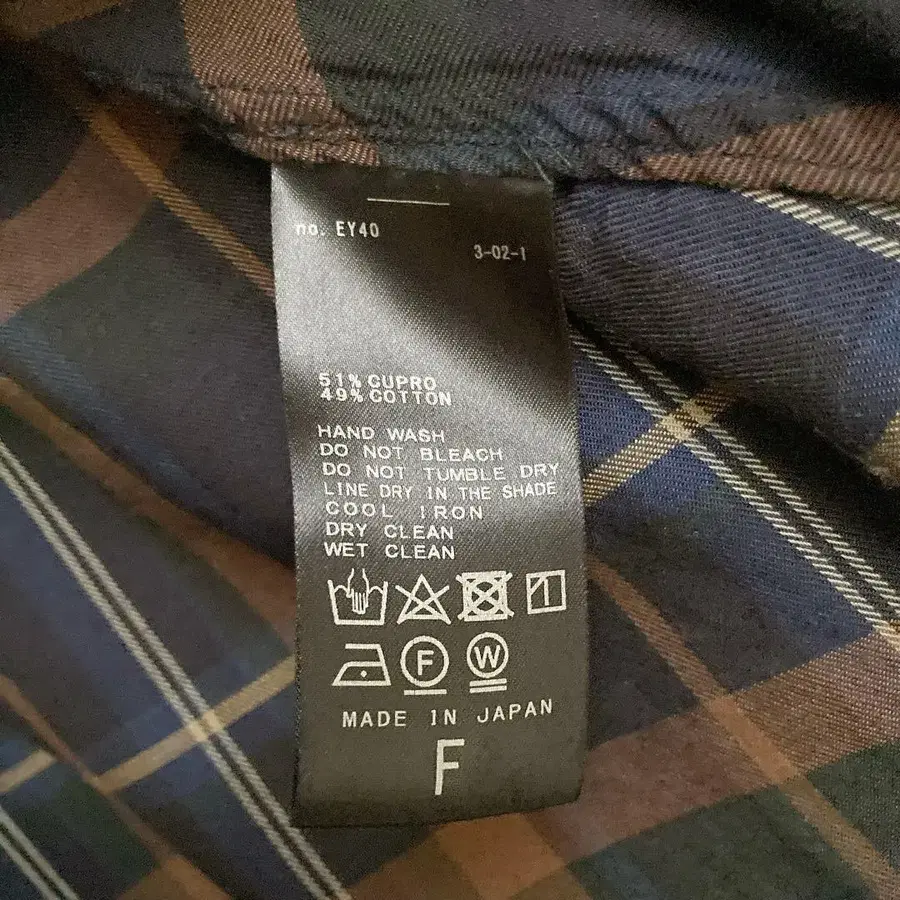 no. EY40
3-02-1
51% CUPRO
49% COTTON
HAND WASH
DO NOT BLEACH
DO NOT TUMBLE DRY
LINE DRY IN THE SHADE
COOL IRON
DRY CLEAN
WET CLEAN
F W
MADE IN JAPAN
F